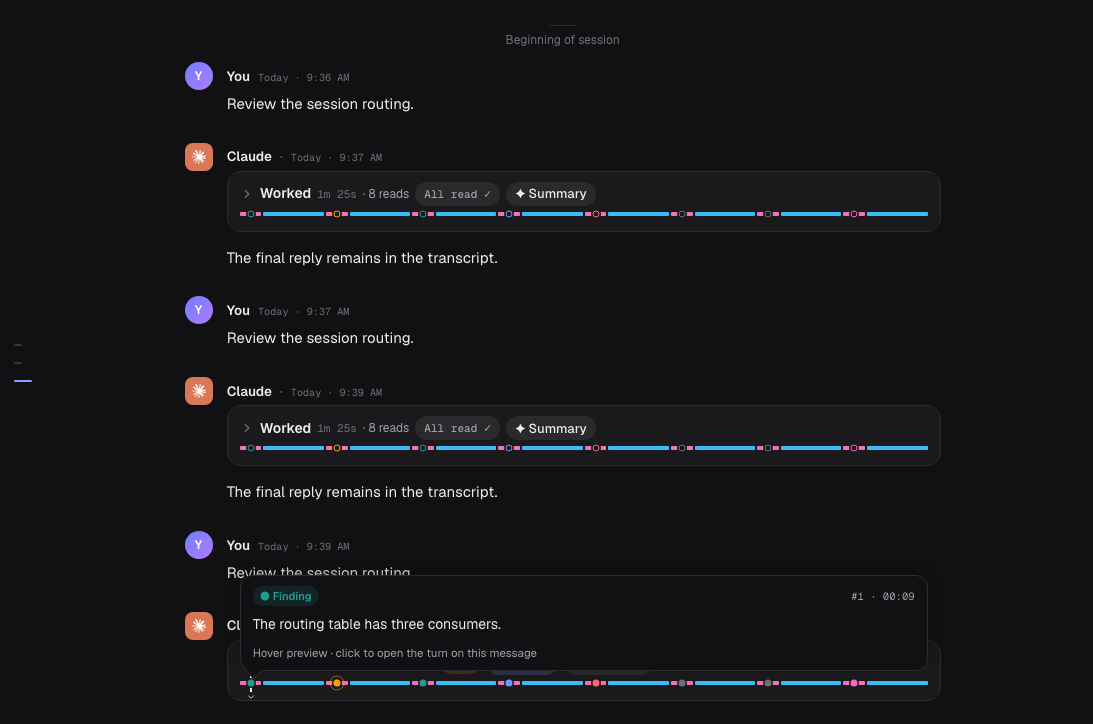 Beginning of session
Y
You Today · 9:36 AM
Review the session routing.
Claude · Today · 9:37 AM
Worked 1m 25s · 8 reads All read ✓ ✦ Summary
The final reply remains in the transcript.
Y
You Today · 9:37 AM
Review the session routing.
Claude · Today · 9:39 AM
Worked 1m 25s · 8 reads All read ✓ ✦ Summary
The final reply remains in the transcript.
Y
You Today · 9:39 AM
Review the session routing.
Finding #1 · 00:09
The routing table has three consumers.
Hover preview · click to open the turn on this message